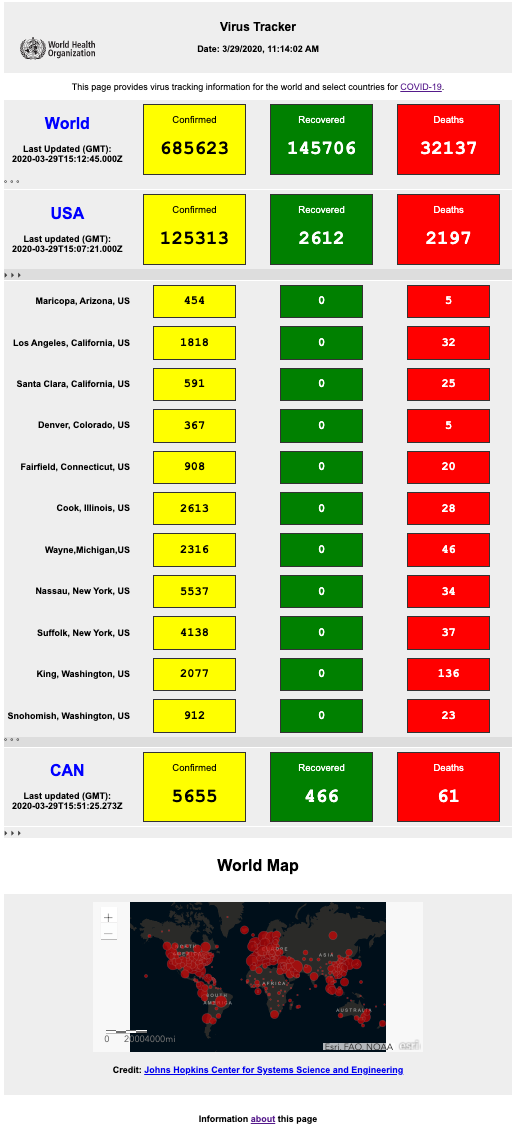 Virus Tracker
World Health
Organization
Date: 3/29/2020, 11:14:02 AM
This page provides virus tracking information for the world and select countries for COVID-19.
World
Last Updated (GMT):
2020-03-29T15:12:45.000Z
Confirmed
685623
Recovered
145706
Deaths
32137
USA
Last updated (GMT):
2020-03-29T15:07:21.000Z
Confirmed
125313
Recovered
2612
Deaths
2197
Maricopa, Arizona, US 454 0 5
Los Angeles, California, US 1818 0 32
Santa Clara, California, US 591 0 25
Denver, Colorado, US 367 0 5
Fairfield, Connecticut, US 908 0 20
Cook, Illinois, US 2613 0 28
Wayne,Michigan,US 2316 0 46
Nassau, New York, US 5537 0 34
Suffolk, New York, US 4138 0 37
King, Washington, US 2077 0 136
Snohomish, Washington, US 912 0 23
CAN
Last updated (GMT):
2020-03-29T15:51:25.273Z
Confirmed
5655
Recovered
466
Deaths
61
World Map
+
−
NORTH
AMERICA
ASIA
AFRICA
SOUTH
AMERICA
AUSTRALIA
0 20004000mi
Esri, FAO, NOAA esri
Credit: Johns Hopkins Center for Systems Science and Engineering
Information about this page